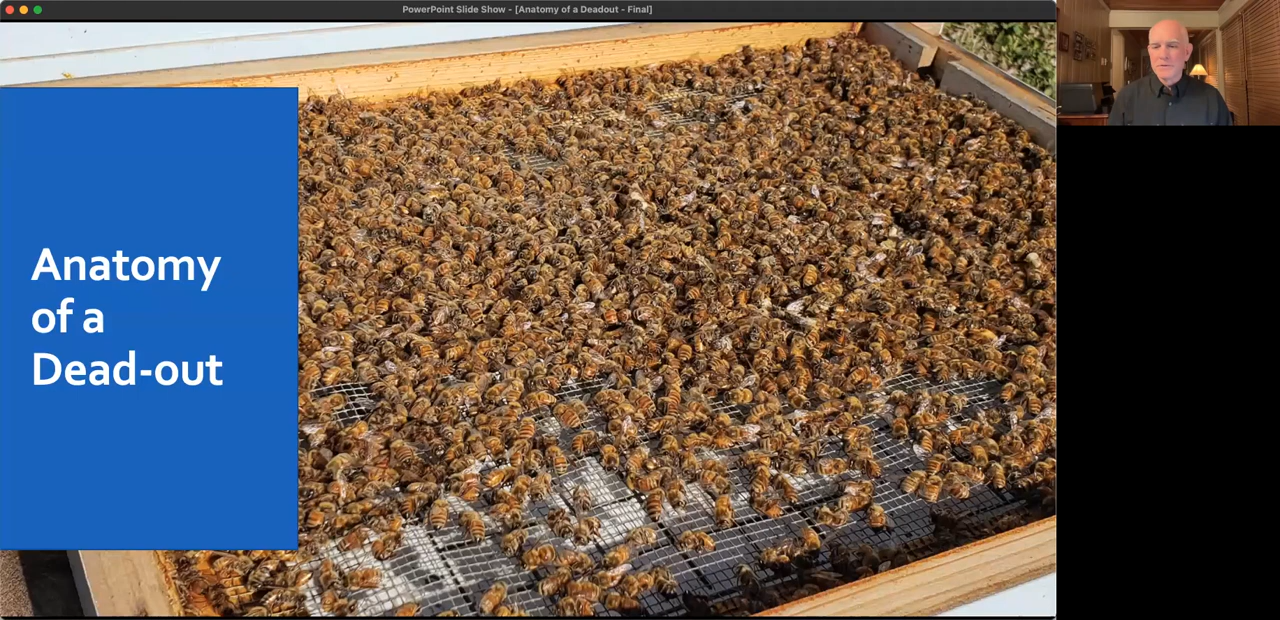 PowerPoint Slide Show - [Anatomy of a Deadout - Final]
Anatomy
of a
Dead-out